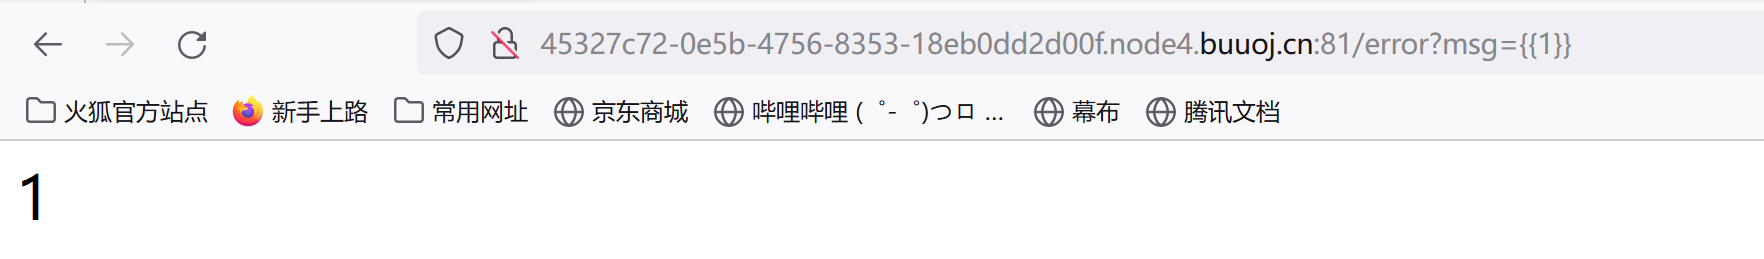 45327c72-0e5b-4756-8353-18eb0dd2d00f.node4.buuoj.cn:81/error?msg={{1}}
火狐官方站点 新手上路 常用网址 京东商城 哔哩哔哩 ( ゜- ゜)つロ ... 幕布 腾讯文档
1